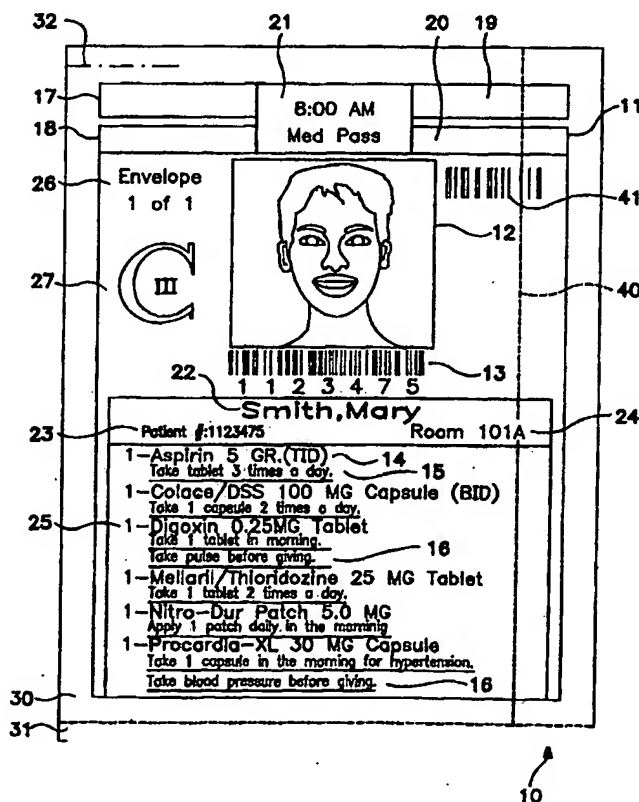 32
21
19
17
8:00 AM
Med Pass
20
11
18
26
Envelope
1 of 1
41
12
27
III
40
13
1 1 2 3 4 7 5
22
Smith,Mary
23
Patient #:1123475
Room 101A
24
1-Aspirin 5 GR.(TID)
14
Take tablet 3 times a day.
15
1-Colace/DSS 100 MG Capsule (BID)
Take 1 capsule 2 times a day.
25
1-Digoxin 0.25MG Tablet
Take 1 tablet in morning.
Take pulse before giving.
16
1-Mellaril/Thloridozine 25 MG Tablet
Take 1 tablet 2 times a day.
1-Nitro-Dur Patch 5.0 MG
Apply 1 patch daily in the morninig
1-Procardia-XL 30 MG Capsule
Take 1 capsule in the morning for hypertension.
Take blood pressure before giving.
16
30
31
10